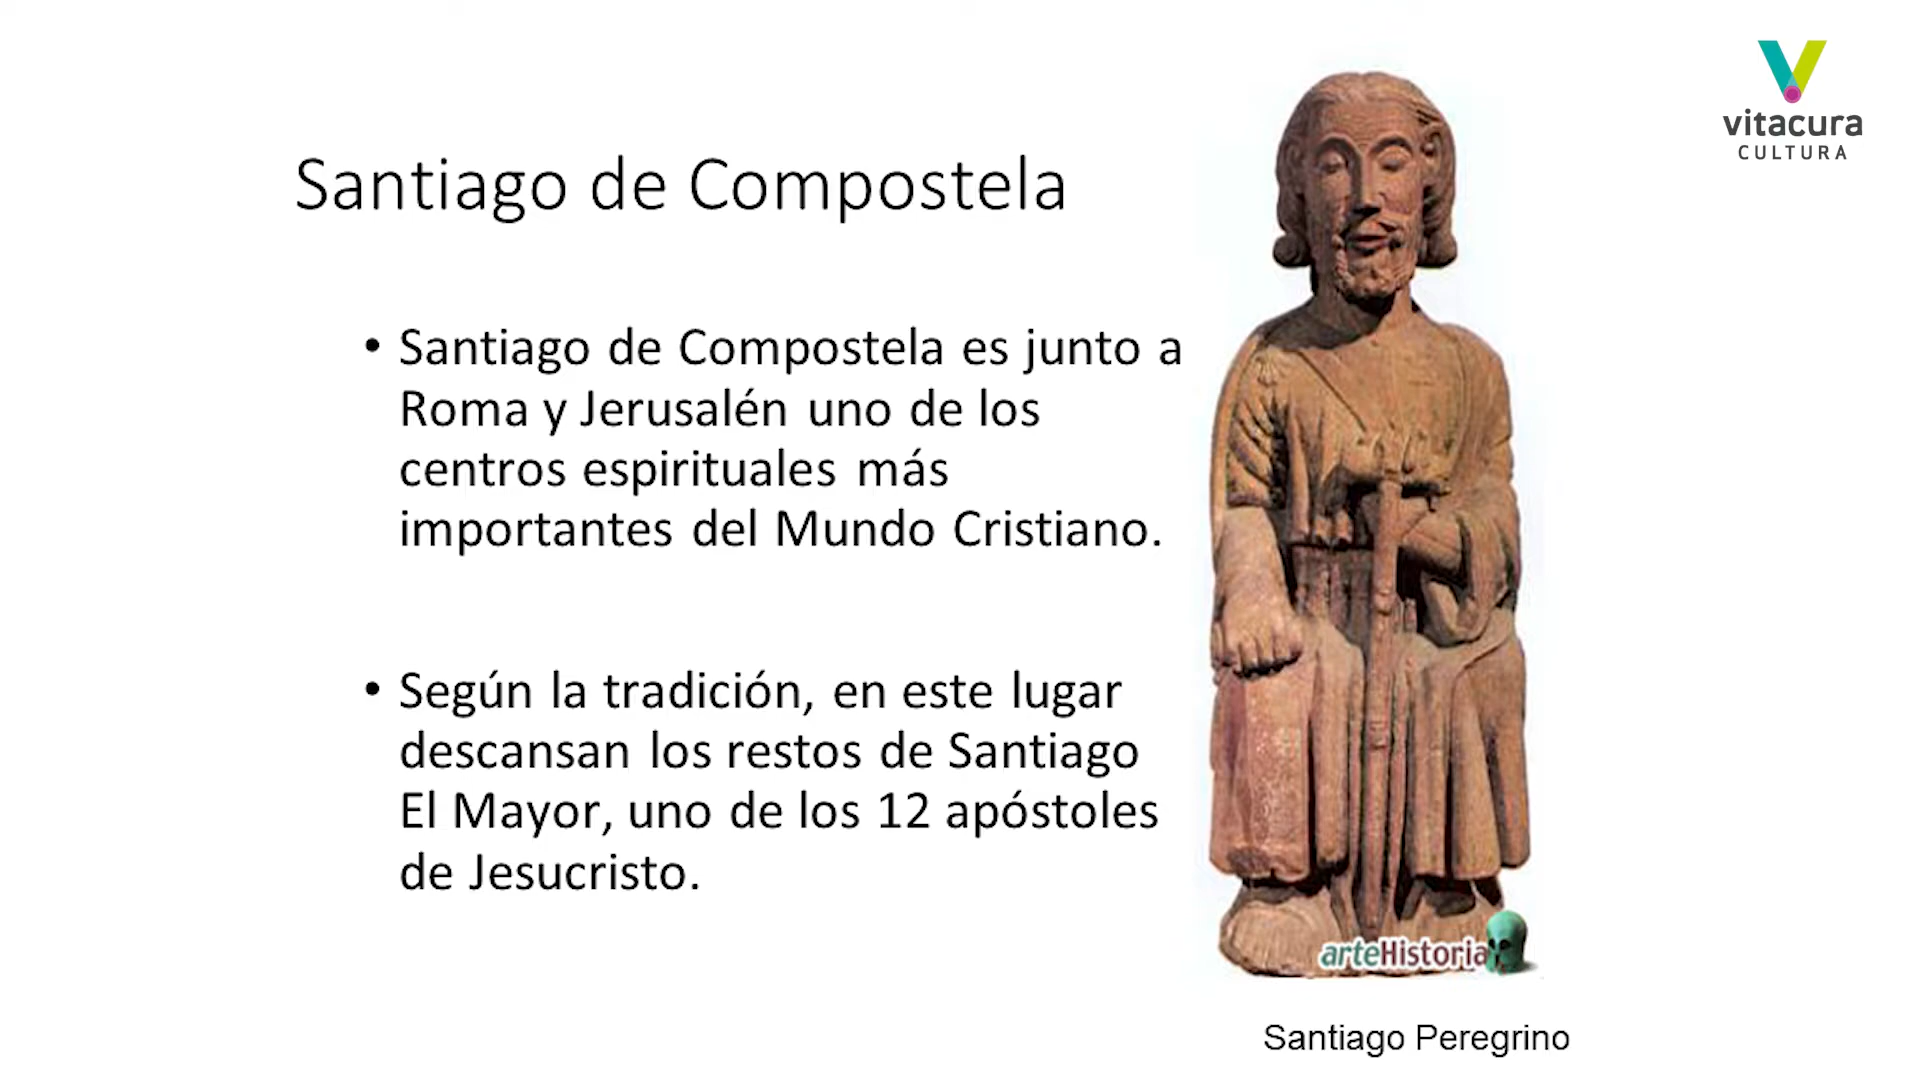 vitacura
CULTURA
Santiago de Compostela
• Santiago de Compostela es junto a
Roma y Jerusalén uno de los
centros espirituales más
importantes del Mundo Cristiano.
• Según la tradición, en este lugar
descansan los restos de Santiago
El Mayor, uno de los 12 apóstoles
de Jesucristo.
arteHistoria
Santiago Peregrino